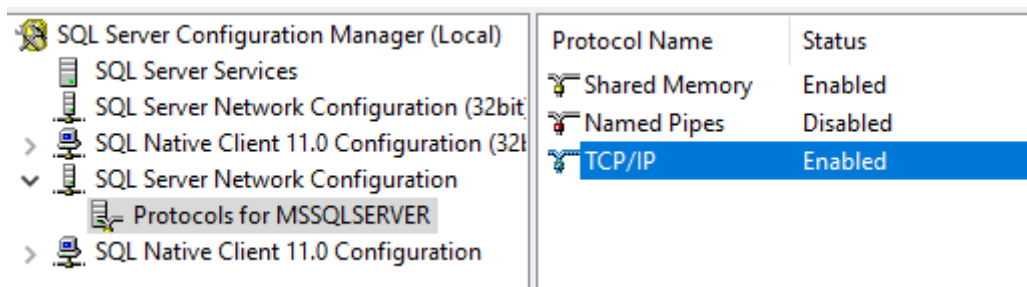 SQL Server Configuration Manager (Local)
SQL Server Services
SQL Server Network Configuration (32bit
SQL Native Client 11.0 Configuration (32b
SQL Server Network Configuration
Protocols for MSSQLSERVER
SQL Native Client 11.0 Configuration
Protocol Name Status
Shared Memory Enabled
Named Pipes Disabled
TCP/IP Enabled